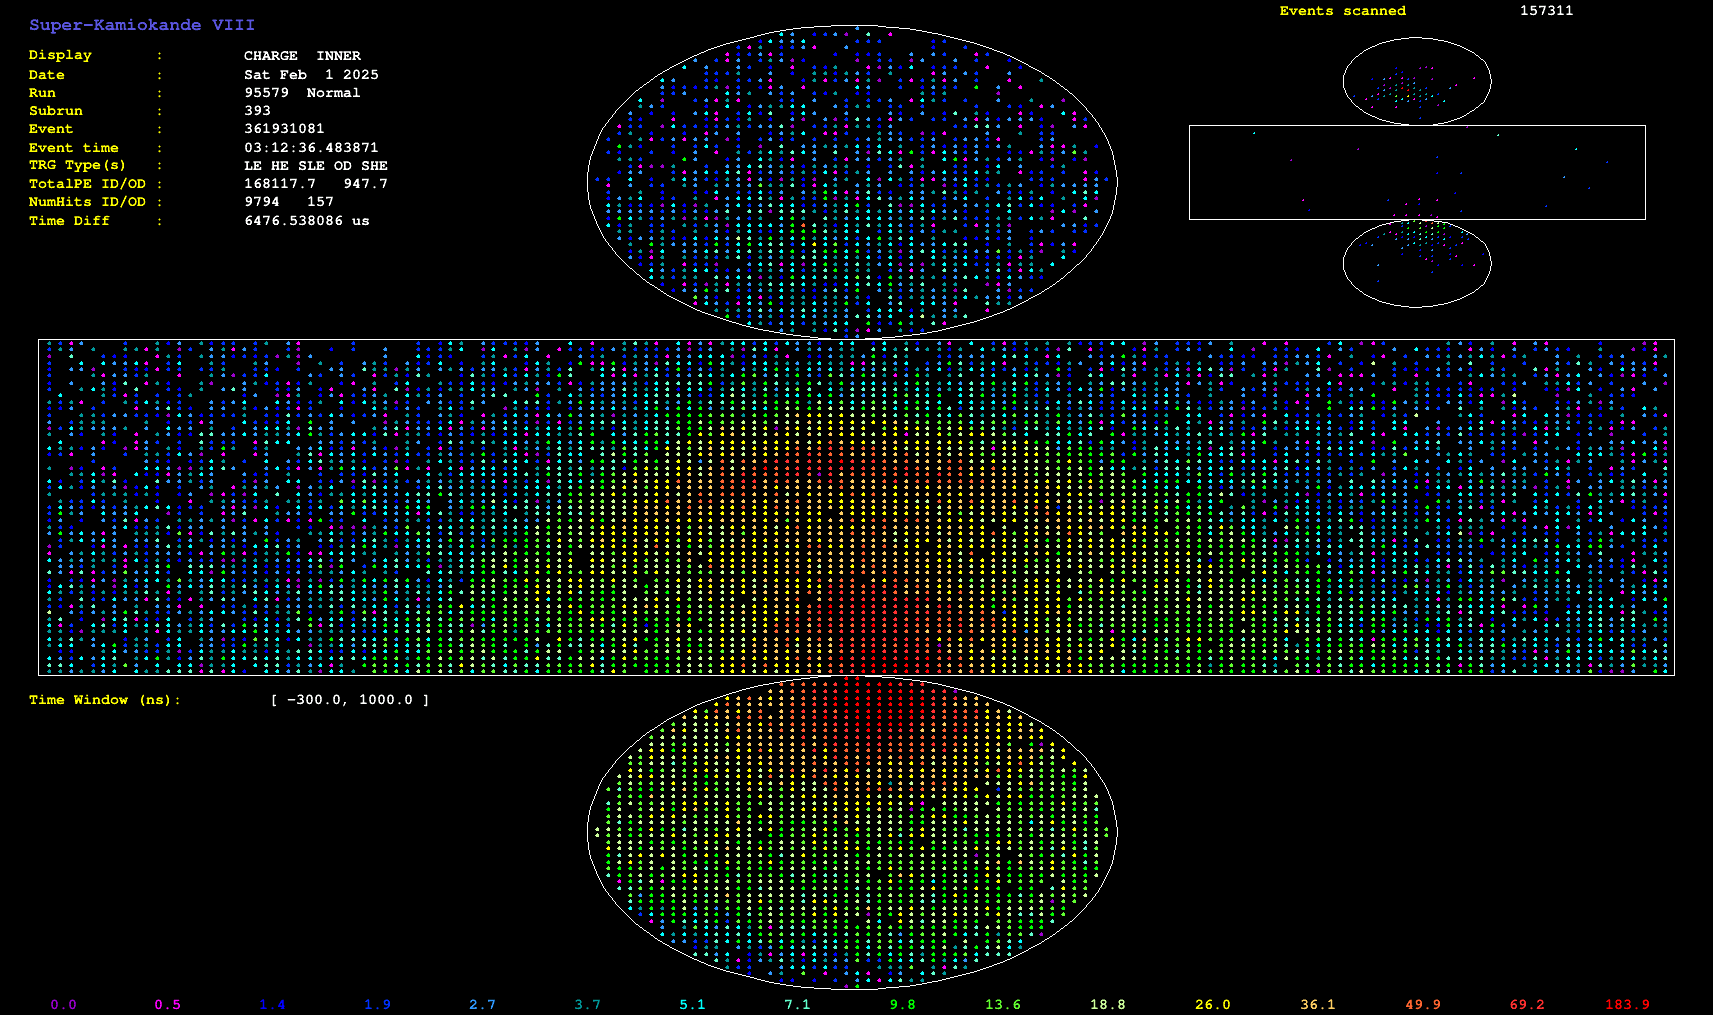 Super-Kamiokande VIII
Events scanned 157311
Display : CHARGE INNER
Date : Sat Feb 1 2025
Run : 95579 Normal
Subrun : 393
Event : 361931081
Event time : 03:12:36.483871
TRG Type(s) : LE HE SLE OD SHE
TotalPE ID/OD : 168117.7 947.7
NumHits ID/OD : 9794 157
Time Diff : 6476.538086 us
Time Window (ns): [ -300.0, 1000.0 ]
0.0 0.5 1.4 1.9 2.7 3.7 5.1 7.1 9.8 13.6 18.8 26.0 36.1 49.9 69.2 183.9